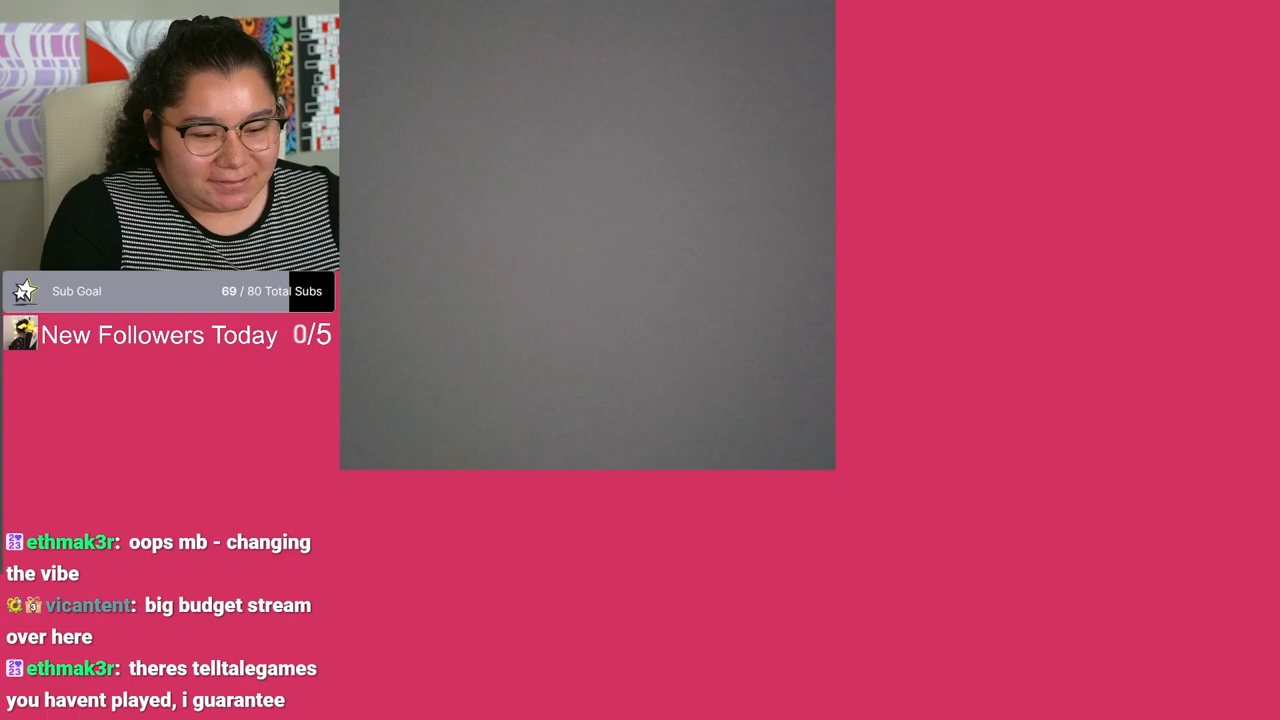 Sub Goal 69 / 80 Total Subs
New Followers Today 0/5
ethmak3r: oops mb - changing
the vibe
vicantent: big budget stream
over here
ethmak3r: theres telltalegames
you havent played, i guarantee